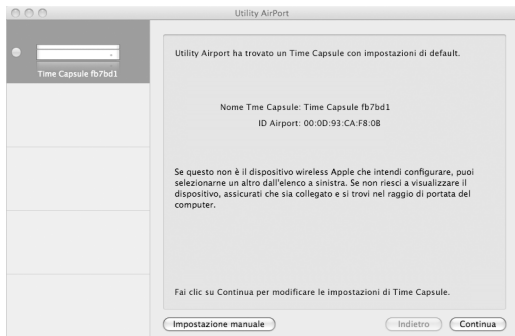 Utility AirPort
Time Capsule fb7bd1
Utility Airport ha trovato un Time Capsule con impostazioni di default.
Nome Tme Capsule: Time Capsule fb7bd1
ID Airport: 00:0D:93:CA:F8:0B
Se questo non è il dispositivo wireless Apple che intendi configurare, puoi
selezionarne un altro dall'elenco a sinistra. Se non riesci a visualizzare il
dispositivo, assicurati che sia collegato e si trovi nel raggio di portata del
computer.
Fai clic su Continua per modificare le impostazioni di Time Capsule.
Impostazione manuale
Indietro
Continua